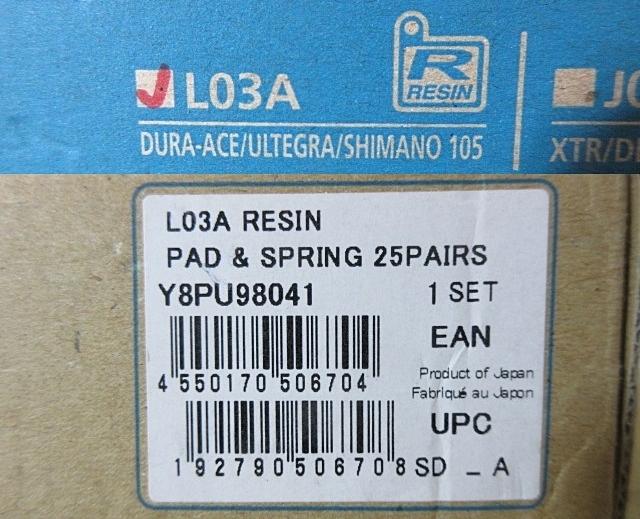 L03A
R
RESIN
JO
DURA-ACE/ULTEGRA/SHIMANO 105
XTR/D
L03A RESIN
PAD & SPRING 25PAIRS
Y8PU98041 1 SET
EAN
4 550170 506704
Product of Japan
Fabriqué au Japon
UPC
1 92790 50670 8 SD _ A